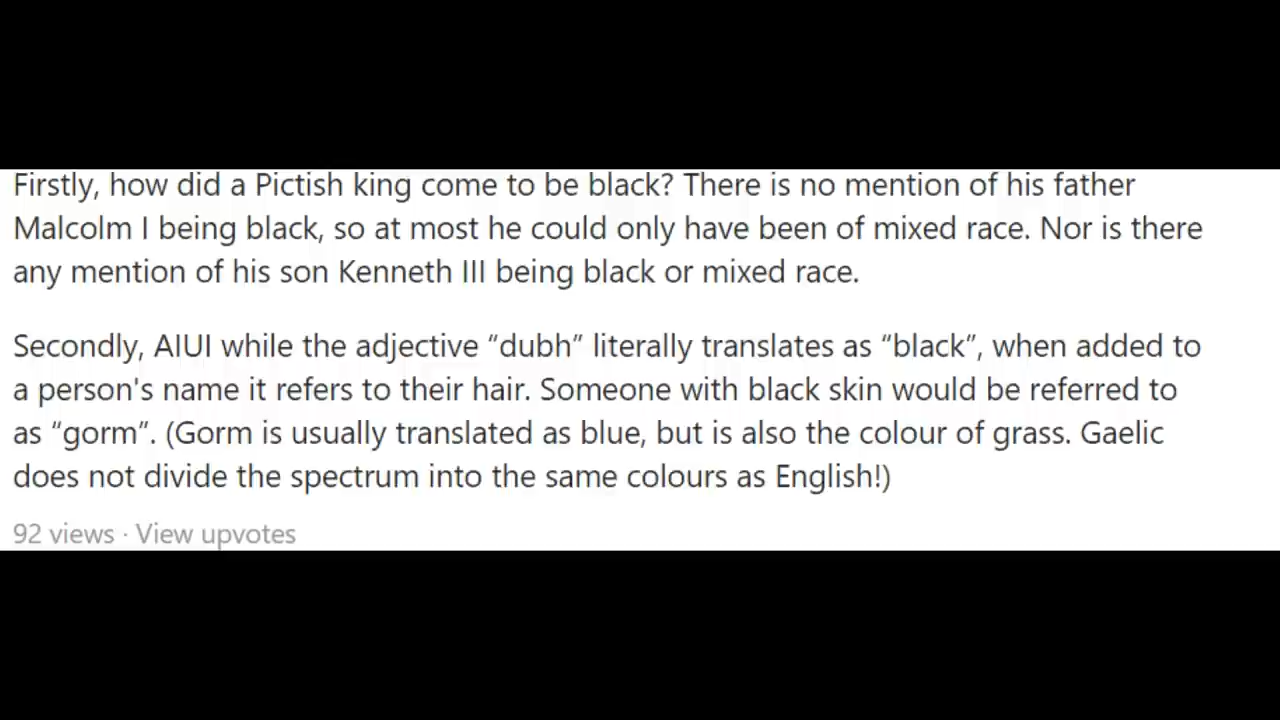 Firstly, how did a Pictish king come to be black? There is no mention of his father
Malcolm I being black, so at most he could only have been of mixed race. Nor is there
any mention of his son Kenneth III being black or mixed race.
Secondly, AIUI while the adjective “dubh” literally translates as “black”, when added to
a person's name it refers to their hair. Someone with black skin would be referred to
as “gorm”. (Gorm is usually translated as blue, but is also the colour of grass. Gaelic
does not divide the spectrum into the same colours as English!)
92 views · View upvotes